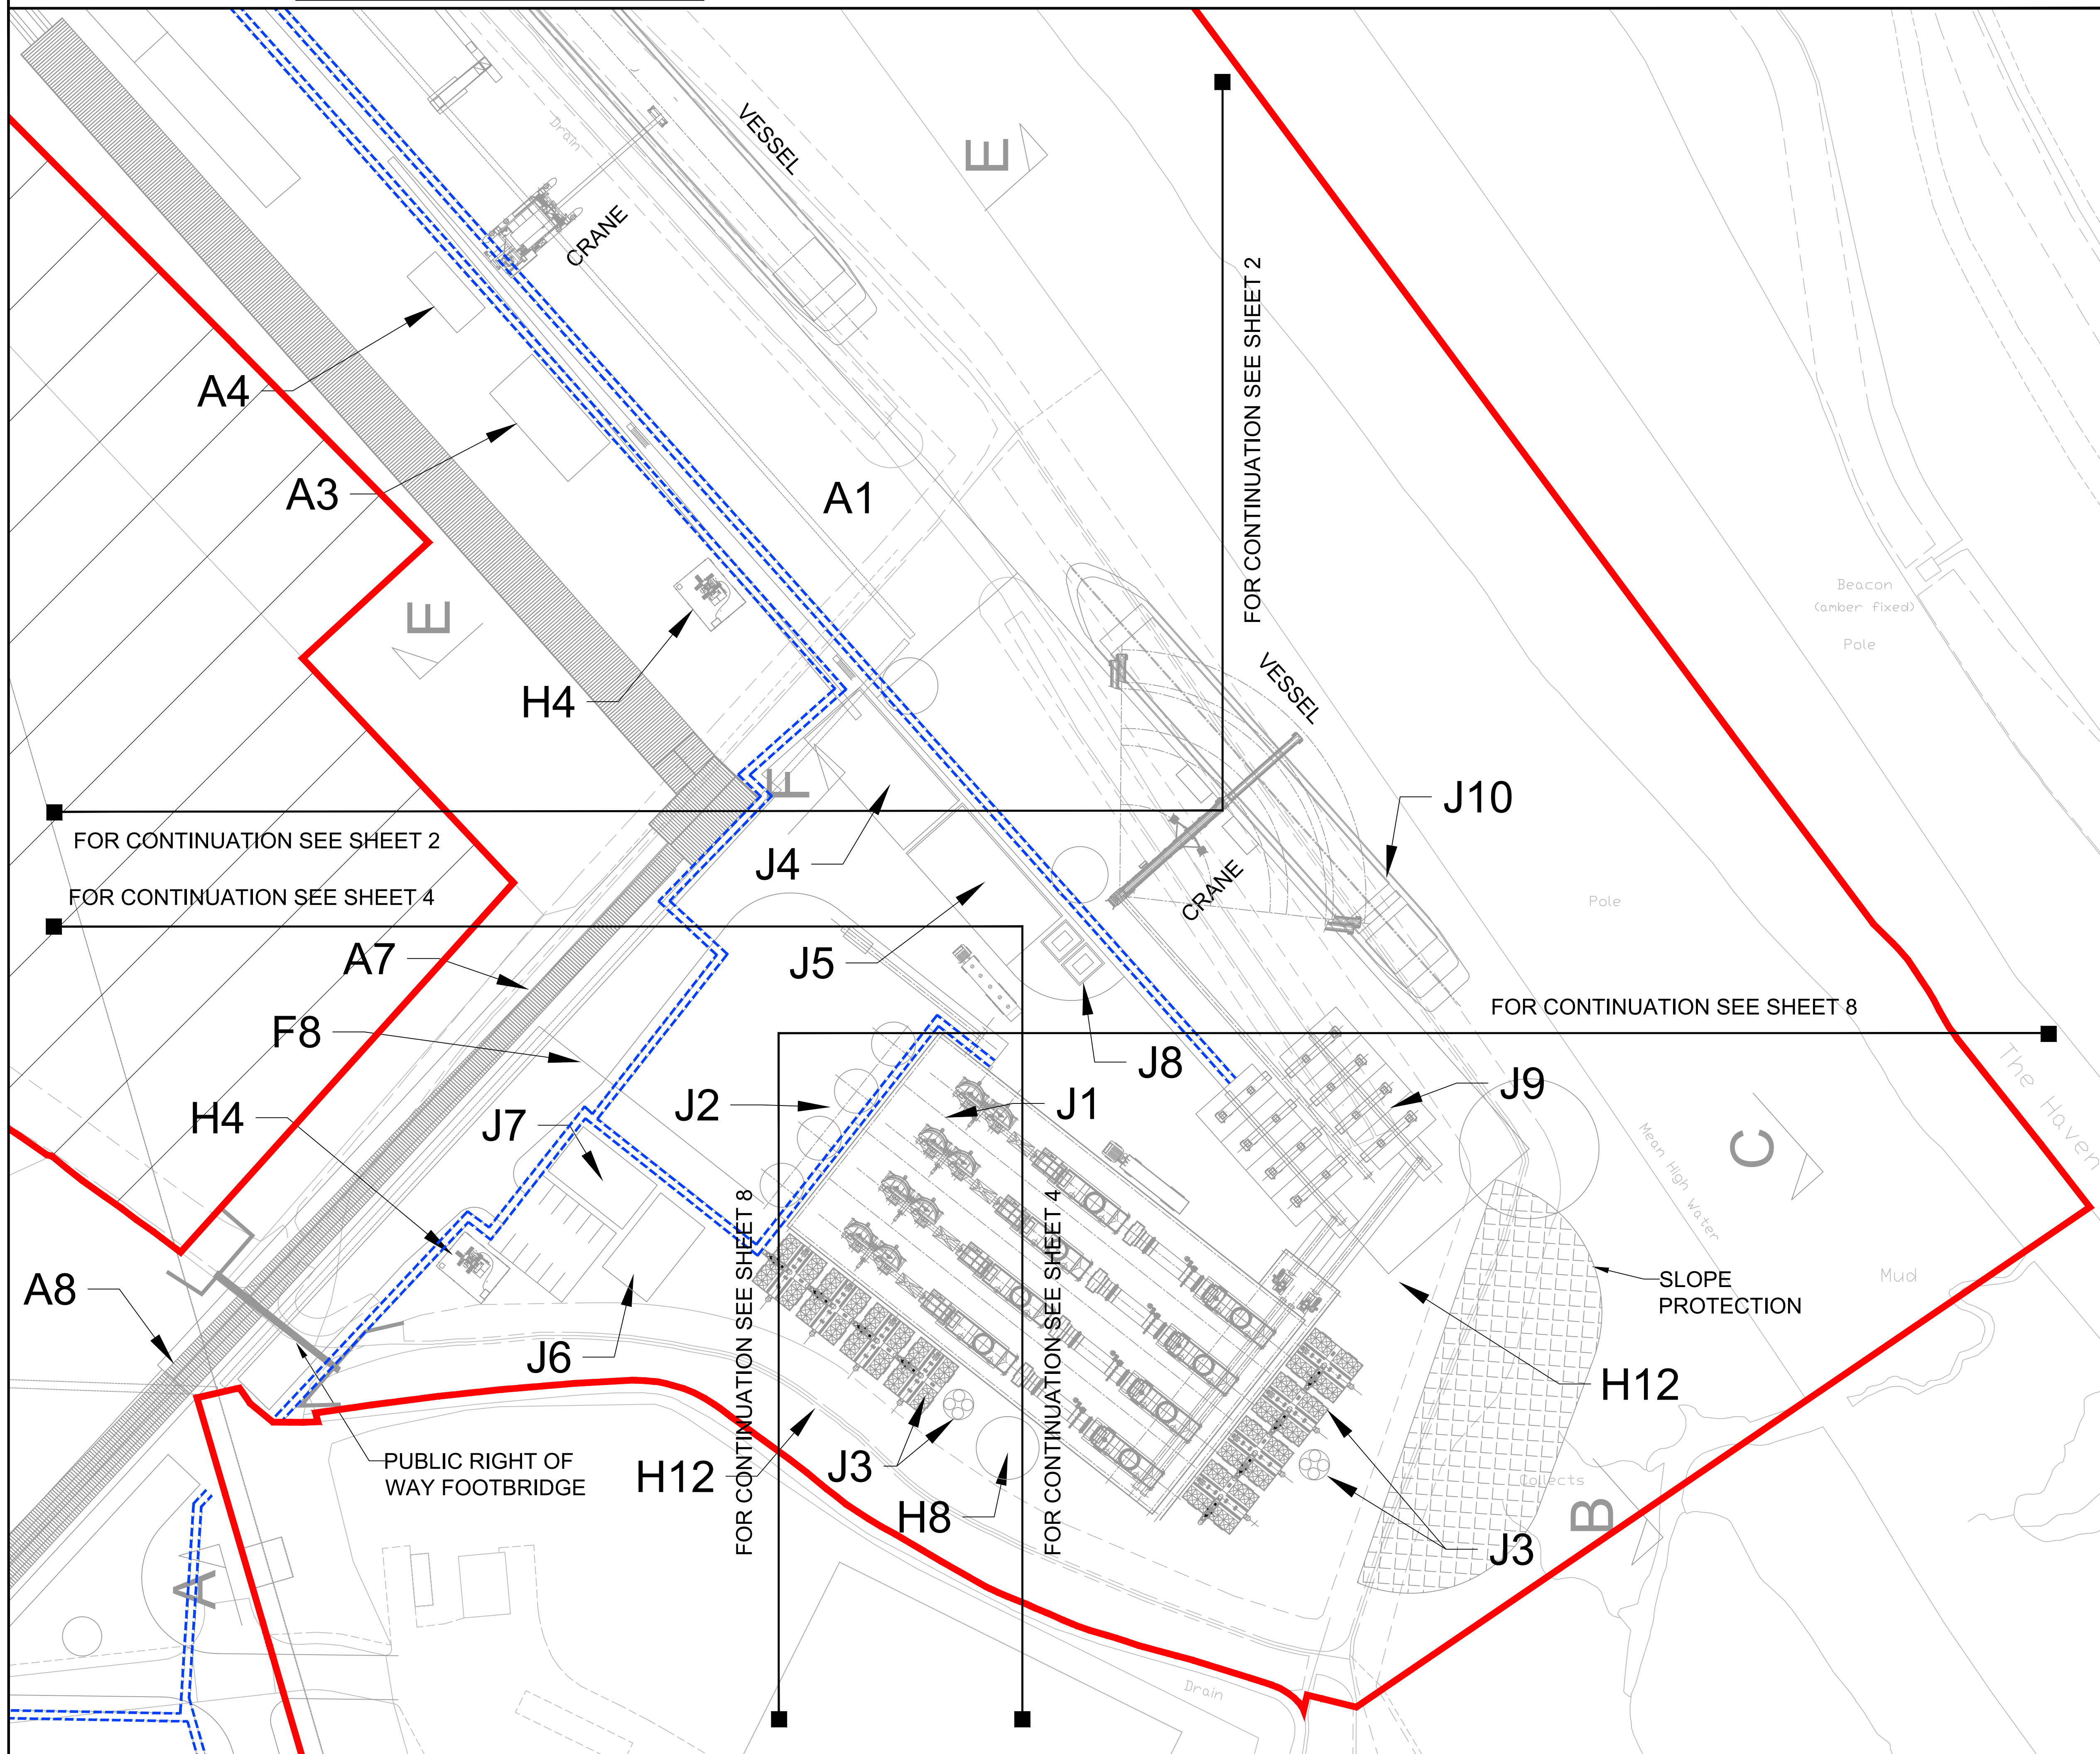 VESSEL
Drain
E
CRANE
FOR CONTINUATION SEE SHEET 2
A4
A3
A1
Beacon
(amber fixed)
Pole
E
H4
VESSEL
F
J10
FOR CONTINUATION SEE SHEET 2
J4
FOR CONTINUATION SEE SHEET 4
CRANE
Pole
A7
J5
FOR CONTINUATION SEE SHEET 8
F8
J8
The Haven
H4
J7
J2
J1
J9
Mean High Water
C
A8
FOR CONTINUATION SEE SHEET 8
FOR CONTINUATION SEE SHEET 4
SLOPE
PROTECTION
Mud
J6
H12
PUBLIC RIGHT OF
WAY FOOTBRIDGE
H12
J3
Collects
H8
B
J3
A
Drain